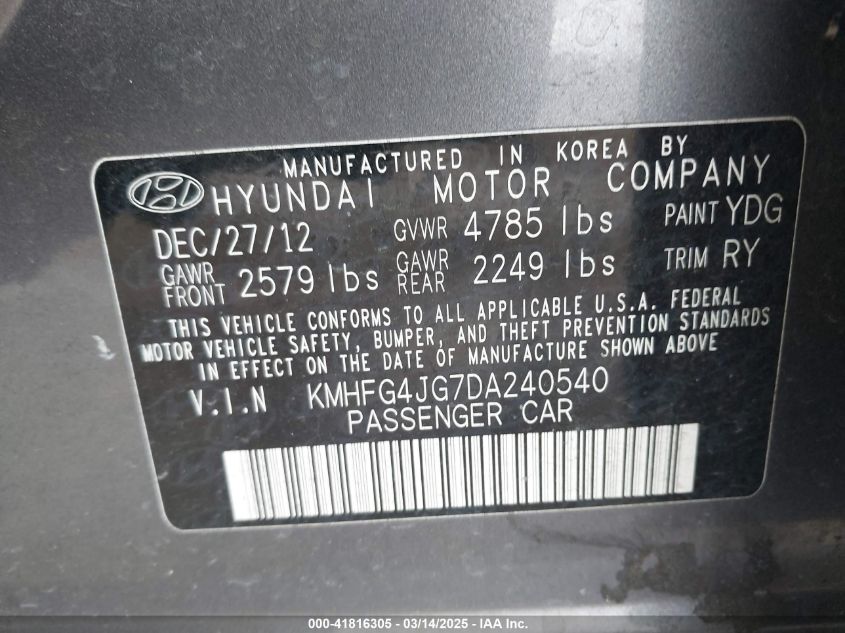 MANUFACTURED IN KOREA BY
HYUNDAI MOTOR COMPANY
DEC/27/12 GVWR 4785 lbs PAINT YDG
GAWR FRONT 2579 lbs GAWR REAR 2249 lbs TRIM RY
THIS VEHICLE CONFORMS TO ALL APPLICABLE U.S.A. FEDERAL
MOTOR VEHICLE SAFETY, BUMPER, AND THEFT PREVENTION STANDARDS
IN EFFECT ON THE DATE OF MANUFACTURE SHOWN ABOVE
V.I.N KMHFG4JG7DA240540
PASSENGER CAR
000-41816305 - 03/14/2025 - © IAA Inc.